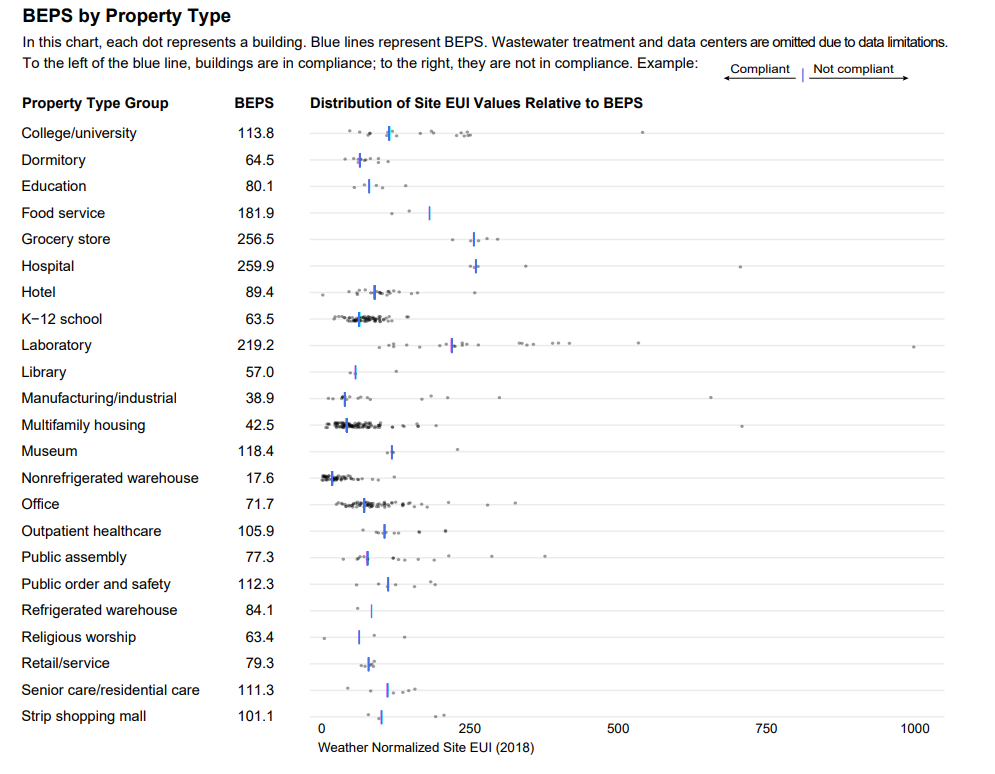 BEPS by Property Type
In this chart, each dot represents a building. Blue lines represent BEPS. Wastewater treatment and data centers are omitted due to data limitations.
To the left of the blue line, buildings are in compliance; to the right, they are not in compliance. Example:
Compliant Not compliant
Property Type Group BEPS Distribution of Site EUI Values Relative to BEPS
College/university 113.8
Dormitory 64.5
Education 80.1
Food service 181.9
Grocery store 256.5
Hospital 259.9
Hotel 89.4
K−12 school 63.5
Laboratory 219.2
Library 57.0
Manufacturing/industrial 38.9
Multifamily housing 42.5
Museum 118.4
Nonrefrigerated warehouse 17.6
Office 71.7
Outpatient healthcare 105.9
Public assembly 77.3
Public order and safety 112.3
Refrigerated warehouse 84.1
Religious worship 63.4
Retail/service 79.3
Senior care/residential care 111.3
Strip shopping mall 101.1
0 250 500 750 1000
Weather Normalized Site EUI (2018)